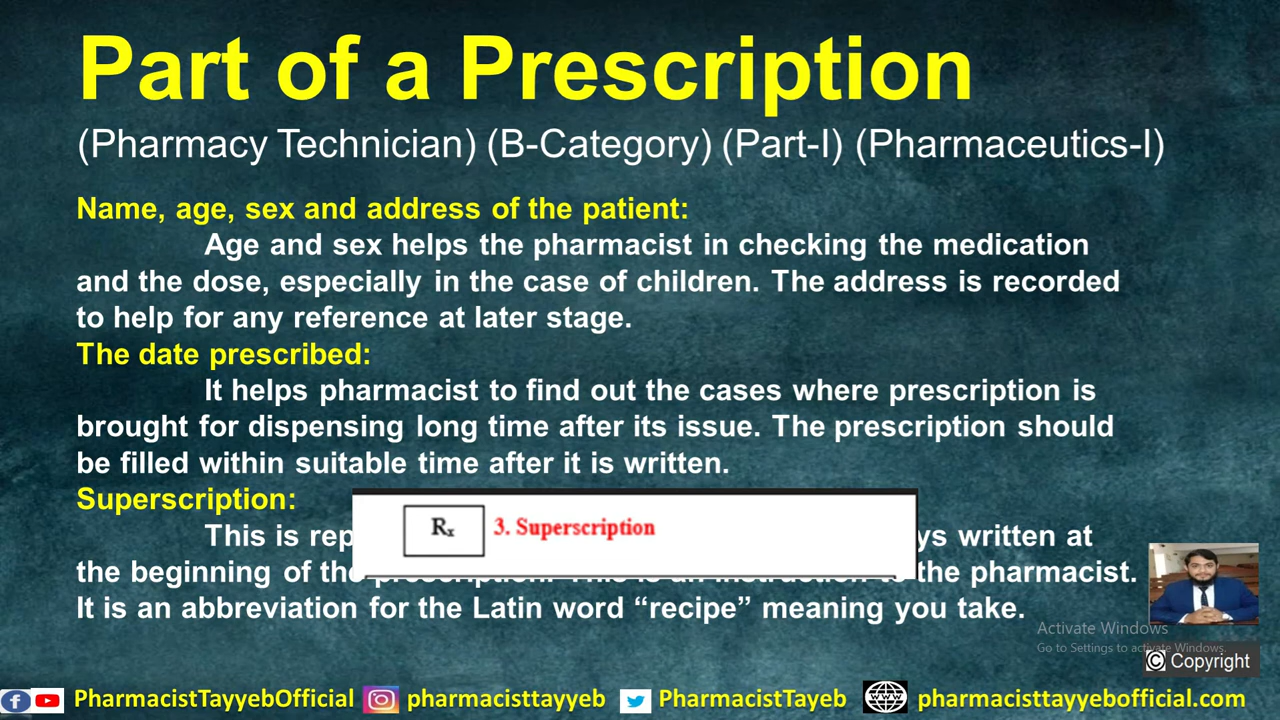 Part of a Prescription
(Pharmacy Technician) (B-Category) (Part-I) (Pharmaceutics-I)
Name, age, sex and address of the patient:
Age and sex helps the pharmacist in checking the medication
and the dose, especially in the case of children. The address is recorded
to help for any reference at later stage.
The date prescribed:
It helps pharmacist to find out the cases where prescription is
brought for dispensing long time after its issue. The prescription should
be filled within suitable time after it is written.
Superscription:
Rx 3. Superscription
This is written at
the beginning of the prescription. This is an instruction to the pharmacist.
It is an abbreviation for the Latin word “recipe” meaning you take.
Activate Windows
Go to Settings to activate Windows.
© Copyright
PharmacistTayyebOfficial pharmacisttayyeb PharmacistTayeb pharmacisttayyebofficial.com